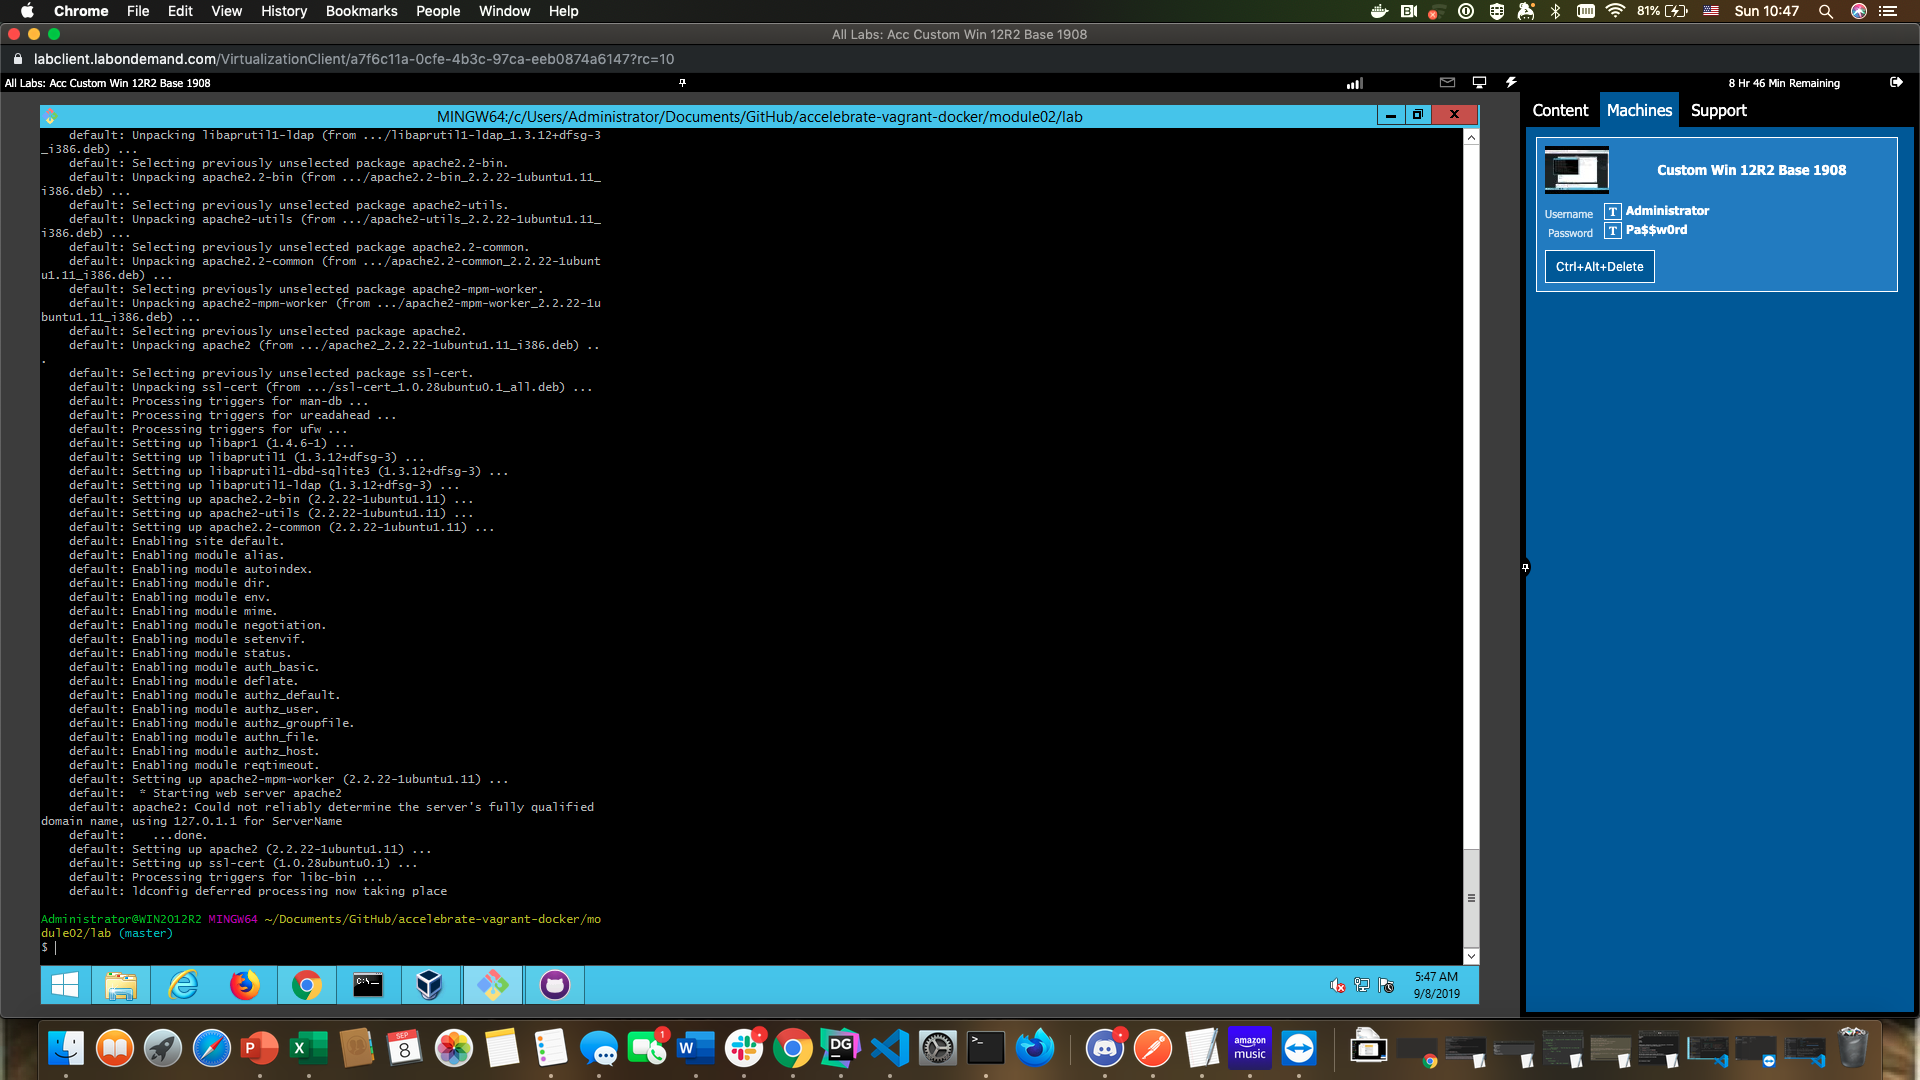 Chrome File Edit View History Bookmarks People Window Help 81% Sun 10:47
All Labs: Acc Custom Win 12R2 Base 1908
labclient.labondemand.com/VirtualizationClient/a7f6c11a-0cfe-4b3c-97ca-eeb0874a6147?rc=10
All Labs: Acc Custom Win 12R2 Base 1908 8 Hr 46 Min Remaining
MINGW64:/c/Users/Administrator/Documents/GitHub/accelebrate-vagrant-docker/module02/lab
default: Unpacking libaprutil1-ldap (from .../libaprutil1-ldap_1.3.12+dfsg-3
_i386.deb) ...
default: Selecting previously unselected package apache2.2-bin.
default: Unpacking apache2.2-bin (from .../apache2.2-bin_2.2.22-1ubuntu1.11_
i386.deb) ...
default: Selecting previously unselected package apache2-utils.
default: Unpacking apache2-utils (from .../apache2-utils_2.2.22-1ubuntu1.11_
i386.deb) ...
default: Selecting previously unselected package apache2.2-common.
default: Unpacking apache2.2-common (from .../apache2.2-common_2.2.22-1ubunt
u1.11_i386.deb) ...
default: Selecting previously unselected package apache2-mpm-worker.
default: Unpacking apache2-mpm-worker (from .../apache2-mpm-worker_2.2.22-1u
buntu1.11_i386.deb) ...
default: Selecting previously unselected package apache2.
default: Unpacking apache2 (from .../apache2_2.2.22-1ubuntu1.11_i386.deb) ..
.
default: Selecting previously unselected package ssl-cert.
default: Unpacking ssl-cert (from .../ssl-cert_1.0.28ubuntu0.1_all.deb) ...
default: Processing triggers for man-db ...
default: Processing triggers for ureadahead ...
default: Processing triggers for ufw ...
default: Setting up libapr1 (1.4.6-1) ...
default: Setting up libaprutil1 (1.3.12+dfsg-3) ...
default: Setting up libaprutil1-dbd-sqlite3 (1.3.12+dfsg-3) ...
default: Setting up libaprutil1-ldap (1.3.12+dfsg-3) ...
default: Setting up apache2.2-bin (2.2.22-1ubuntu1.11) ...
default: Setting up apache2-utils (2.2.22-1ubuntu1.11) ...
default: Setting up apache2.2-common (2.2.22-1ubuntu1.11) ...
default: Enabling site default.
default: Enabling module alias.
default: Enabling module autoindex.
default: Enabling module dir.
default: Enabling module env.
default: Enabling module mime.
default: Enabling module negotiation.
default: Enabling module setenvif.
default: Enabling module status.
default: Enabling module auth_basic.
default: Enabling module deflate.
default: Enabling module authz_default.
default: Enabling module authz_user.
default: Enabling module authz_groupfile.
default: Enabling module authn_file.
default: Enabling module authz_host.
default: Enabling module reqtimeout.
default: Setting up apache2-mpm-worker (2.2.22-1ubuntu1.11) ...
default: * Starting web server apache2
default: apache2: Could not reliably determine the server's fully qualified
domain name, using 127.0.1.1 for ServerName
default: ...done.
default: Setting up apache2 (2.2.22-1ubuntu1.11) ...
default: Setting up ssl-cert (1.0.28ubuntu0.1) ...
default: Processing triggers for libc-bin ...
default: ldconfig deferred processing now taking place
Administrator@WIN2012R2 MINGW64 ~/Documents/GitHub/accelebrate-vagrant-docker/mo
dule02/lab (master)
$
5:47 AM
9/8/2019
Content Machines Support
Custom Win 12R2 Base 1908
Username T Administrator
Password T Pa$$w0rd
Ctrl+Alt+Delete
SEP
8
1
DG
amazon
music